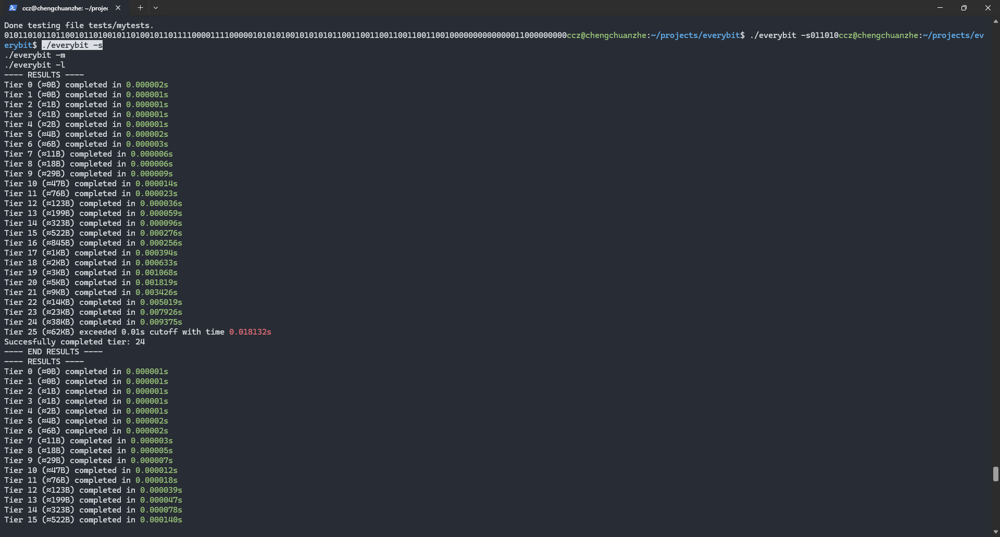 ccz@chengchuanzhe: ~/projec
Done testing file tests/mytests.
010110101101100101101001011010010110111100001111000001010101001010101011001100110011001100110010000000000000011000000000ccz@chengchuanzhe:~/projects/everybit$ ./everybit -s011010ccz@chengchuanzhe:~/projects/ev
erybit$ ./everybit -s
./everybit -m
./everybit -l
---- RESULTS ----
Tier 0 (≈0B) completed in 0.000002s
Tier 1 (≈0B) completed in 0.000001s
Tier 2 (≈1B) completed in 0.000001s
Tier 3 (≈1B) completed in 0.000001s
Tier 4 (≈2B) completed in 0.000001s
Tier 5 (≈4B) completed in 0.000002s
Tier 6 (≈6B) completed in 0.000003s
Tier 7 (≈11B) completed in 0.000006s
Tier 8 (≈18B) completed in 0.000006s
Tier 9 (≈29B) completed in 0.000009s
Tier 10 (≈47B) completed in 0.000014s
Tier 11 (≈76B) completed in 0.000023s
Tier 12 (≈123B) completed in 0.000036s
Tier 13 (≈199B) completed in 0.000059s
Tier 14 (≈323B) completed in 0.000096s
Tier 15 (≈522B) completed in 0.000276s
Tier 16 (≈845B) completed in 0.000256s
Tier 17 (≈1KB) completed in 0.000394s
Tier 18 (≈2KB) completed in 0.000633s
Tier 19 (≈3KB) completed in 0.001068s
Tier 20 (≈5KB) completed in 0.001819s
Tier 21 (≈9KB) completed in 0.003426s
Tier 22 (≈14KB) completed in 0.005019s
Tier 23 (≈23KB) completed in 0.007926s
Tier 24 (≈38KB) completed in 0.009375s
Tier 25 (≈62KB) exceeded 0.01s cutoff with time 0.018132s
Succesfully completed tier: 24
---- END RESULTS ----
---- RESULTS ----
Tier 0 (≈0B) completed in 0.000001s
Tier 1 (≈0B) completed in 0.000001s
Tier 2 (≈1B) completed in 0.000001s
Tier 3 (≈1B) completed in 0.000001s
Tier 4 (≈2B) completed in 0.000001s
Tier 5 (≈4B) completed in 0.000002s
Tier 6 (≈6B) completed in 0.000002s
Tier 7 (≈11B) completed in 0.000003s
Tier 8 (≈18B) completed in 0.000005s
Tier 9 (≈29B) completed in 0.000007s
Tier 10 (≈47B) completed in 0.000012s
Tier 11 (≈76B) completed in 0.000018s
Tier 12 (≈123B) completed in 0.000039s
Tier 13 (≈199B) completed in 0.000047s
Tier 14 (≈323B) completed in 0.000078s
Tier 15 (≈522B) completed in 0.000140s